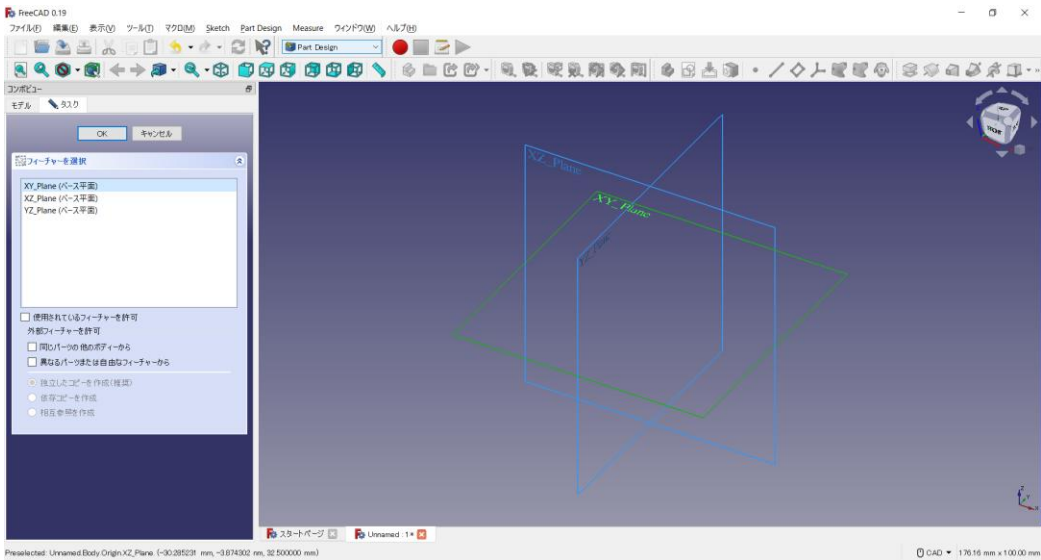 FreeCAD 0.19
ファイル(F) 編集(E) 表示(V) ツール(T) マクロ(M) Sketch Part Design Measure ウィンドウ(W) ヘルプ(H)
Part Design
コンボビュー
モデル タスク
OK キャンセル
フィーチャーを選択
XY_Plane (ベース平面)
XZ_Plane (ベース平面)
YZ_Plane (ベース平面)
使用されているフィーチャーを許可
外部フィーチャーを許可
同じパーツの他のボディーから
異なるパーツまたは自由なフィーチャーから
独立したコピーを作成(推奨)
依存コピーを作成
相互参照を作成
XZ_Plane
XY_Plane
FRONT
Z
X
スタートページ Unnamed : 1*
Preselected: Unnamed.Body.Origin.XZ_Plane. (-30.285231 mm, -3.874302 nm, 32.500000 mm)
CAD 176.16 mm x 100.00 mm